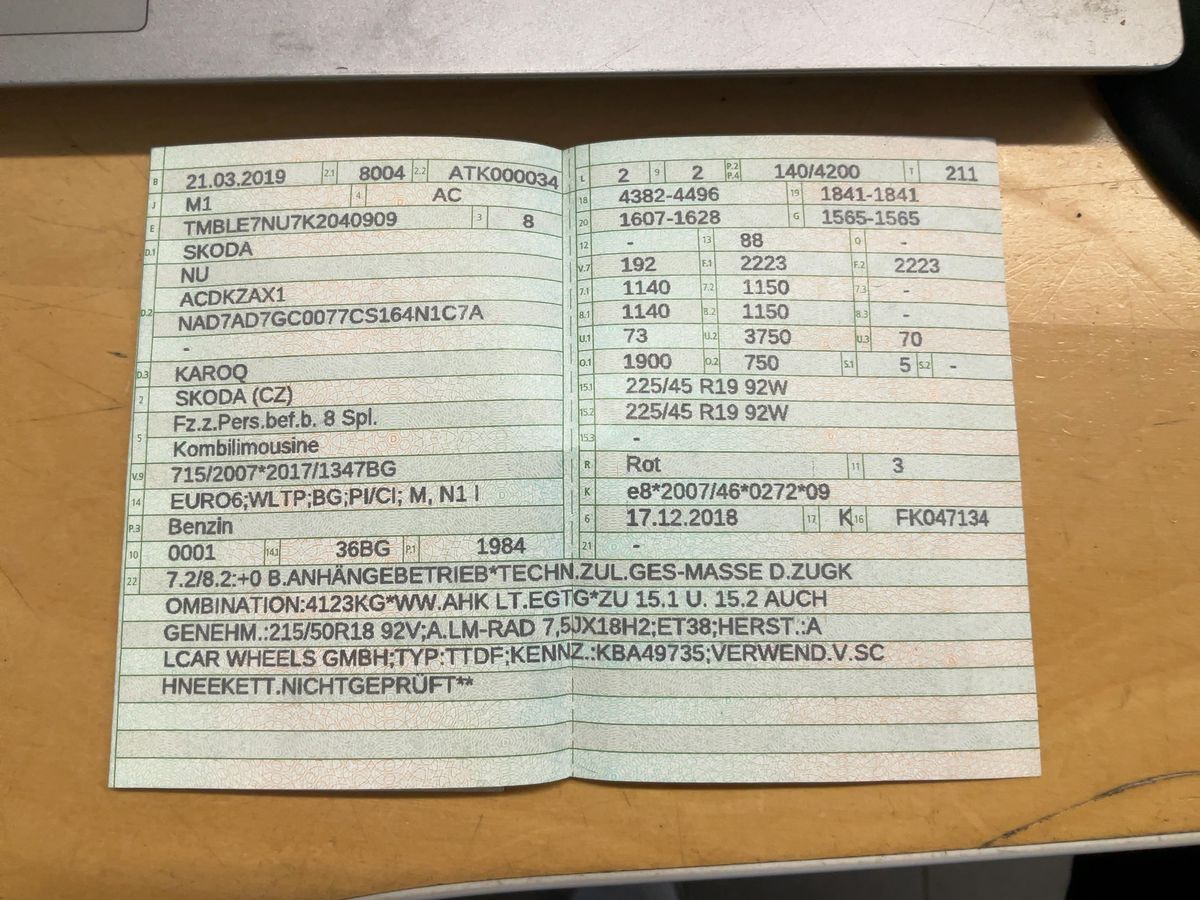 B 21.03.2019 2.1 8004 2.2 ATK000034
J M1 4 AC
E TMBLE7NU7K2040909 3 8
D.1 SKODA
NU
D.2 ACDKZAX1
NAD7AD7GC0077CS164N1C7A
-
D.3 KAROQ
2 SKODA (CZ)
5 Fz.z.Pers.bef.b. 8 Spl.
Kombilimousine
V.9 715/2007*2017/1347BG
14 EURO6;WLTP;BG;PI/CI; M, N1 I
P.3 Benzin
10 0001 14.1 36BG P.1 1984
L 2 9 2 P.2 P.4 140/4200 T 211
18 4382-4496 19 1841-1841
20 1607-1628 G 1565-1565
12 - 13 88 Q -
V.7 192 F.1 2223 F.2 2223
7.1 1140 7.2 1150 7.3 -
8.1 1140 8.2 1150 8.3 -
U.1 73 U.2 3750 U.3 70
O.1 1900 O.2 750 S.1 5 S.2 -
15.1 225/45 R19 92W
15.2 225/45 R19 92W
15.3 -
R Rot 11 3
K e8*2007/46*0272*09
6 17.12.2018 17 K 16 FK047134
21 -
22 7.2/8.2:+0 B.ANHÄNGEBETRIEB*TECHN.ZUL.GES-MASSE D.ZUGK
OMBINATION:4123KG*WW.AHK LT.EGTG*ZU 15.1 U. 15.2 AUCH
GENEHM.:215/50R18 92V;A.LM-RAD 7,5JX18H2;ET38;HERST.:A
LCAR WHEELS GMBH;TYP:TTDF;KENNZ.:KBA49735;VERWEND.V.SC
HNEEKETT.NICHTGEPRÜFT**